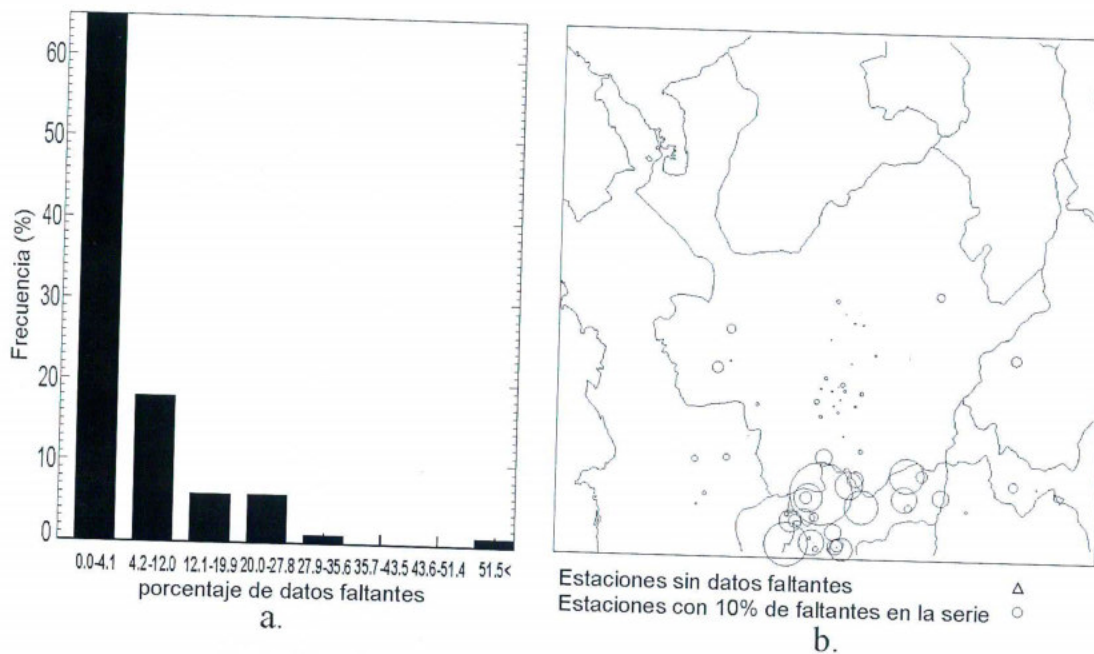 Frecuencia (%)
60
50
40
30
20
10
0
0.0-4.1 4.2-12.0 12.1-19.9 20.0-27.8 27.9-35.6 35.7-43.5 43.6-51.4 51.5<
porcentaje de datos faltantes
a.
Estaciones sin datos faltantes
Estaciones con 10% de faltantes en la serie
b.